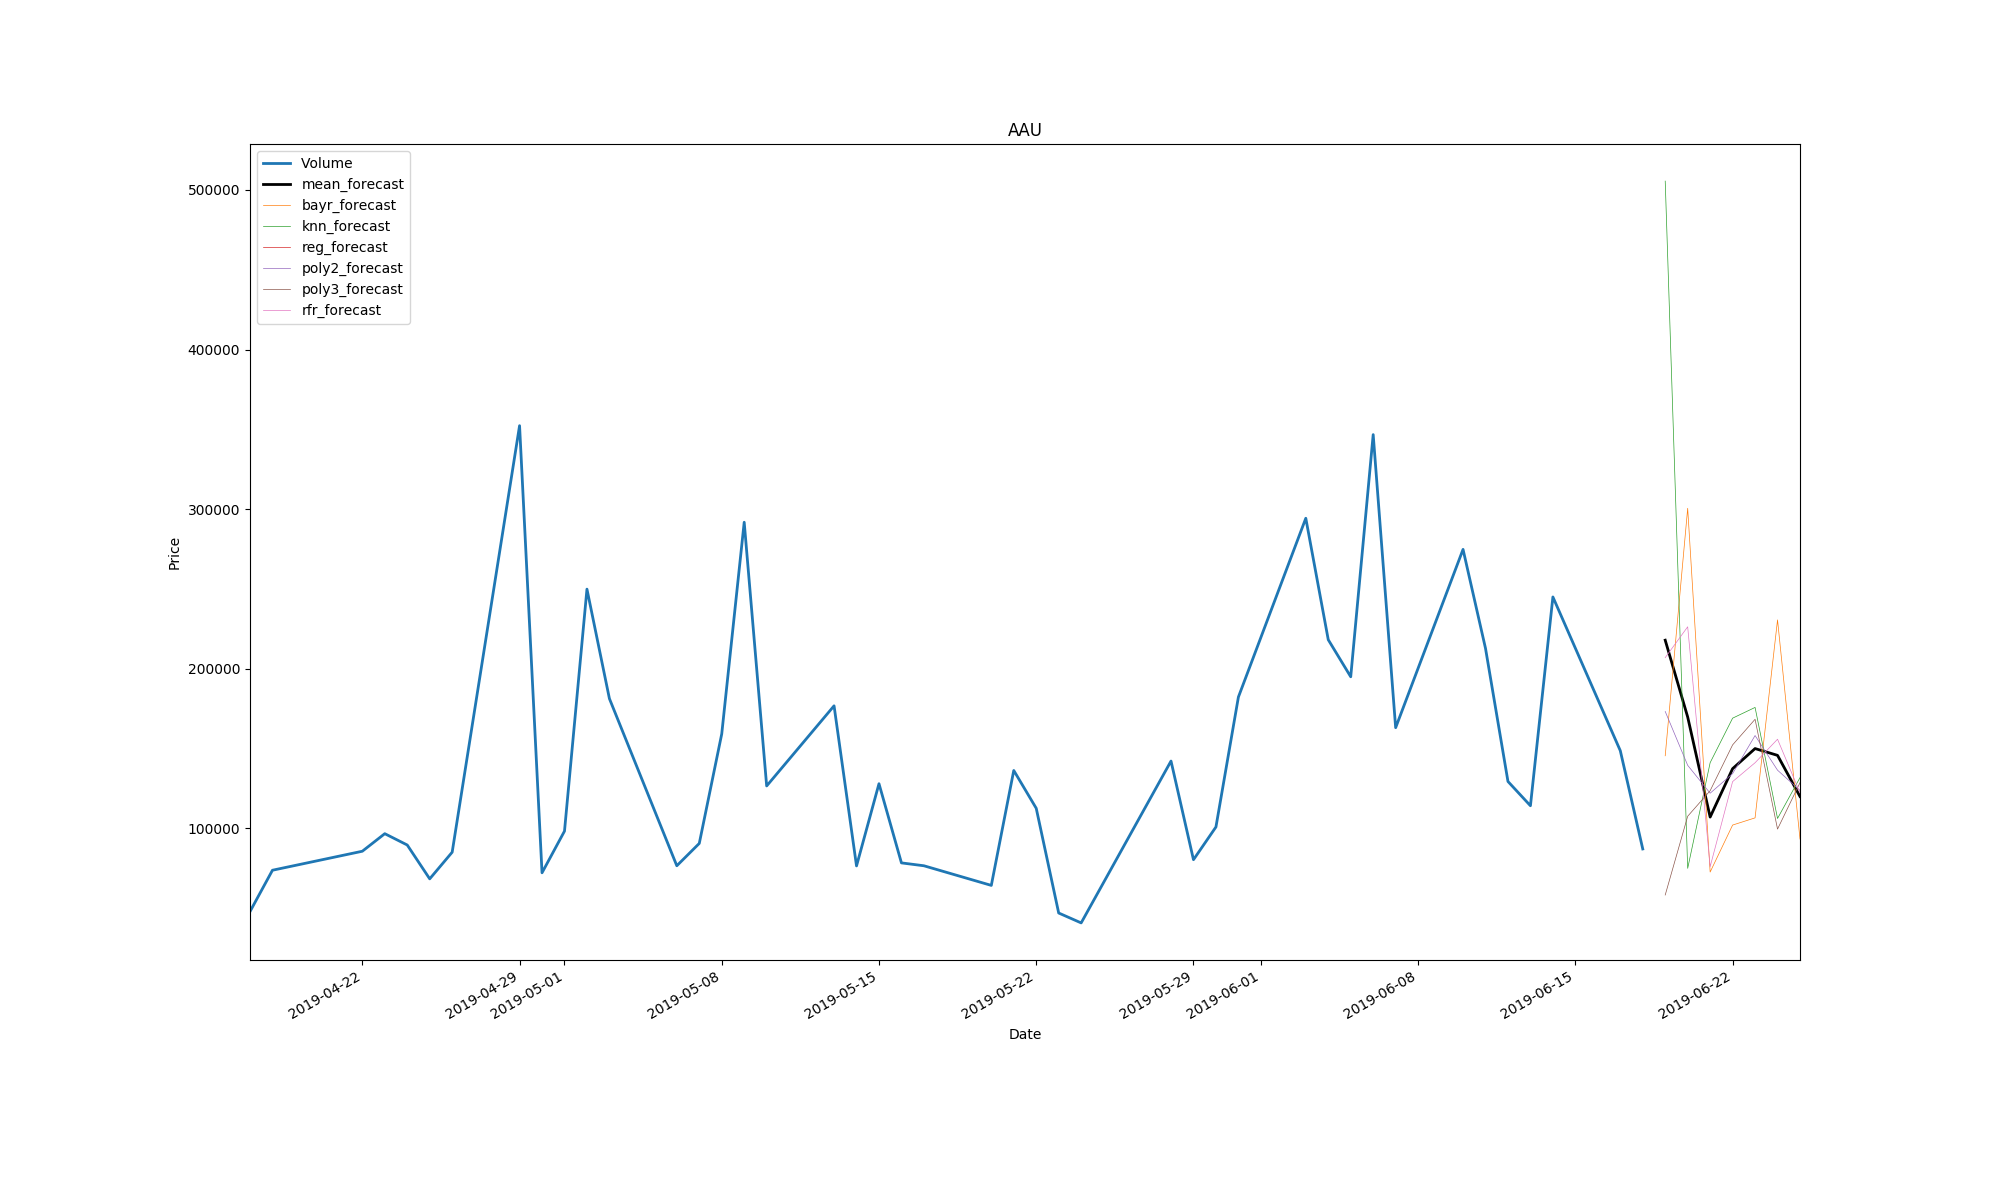 AAU
Volume
mean_forecast
bayr_forecast
knn_forecast
reg_forecast
poly2_forecast
poly3_forecast
rfr_forecast
500000
400000
300000
200000
100000
Price
2019-04-22
2019-04-29
2019-05-01
2019-05-08
2019-05-15
2019-05-22
2019-05-29
2019-06-01
2019-06-08
2019-06-15
2019-06-22
Date